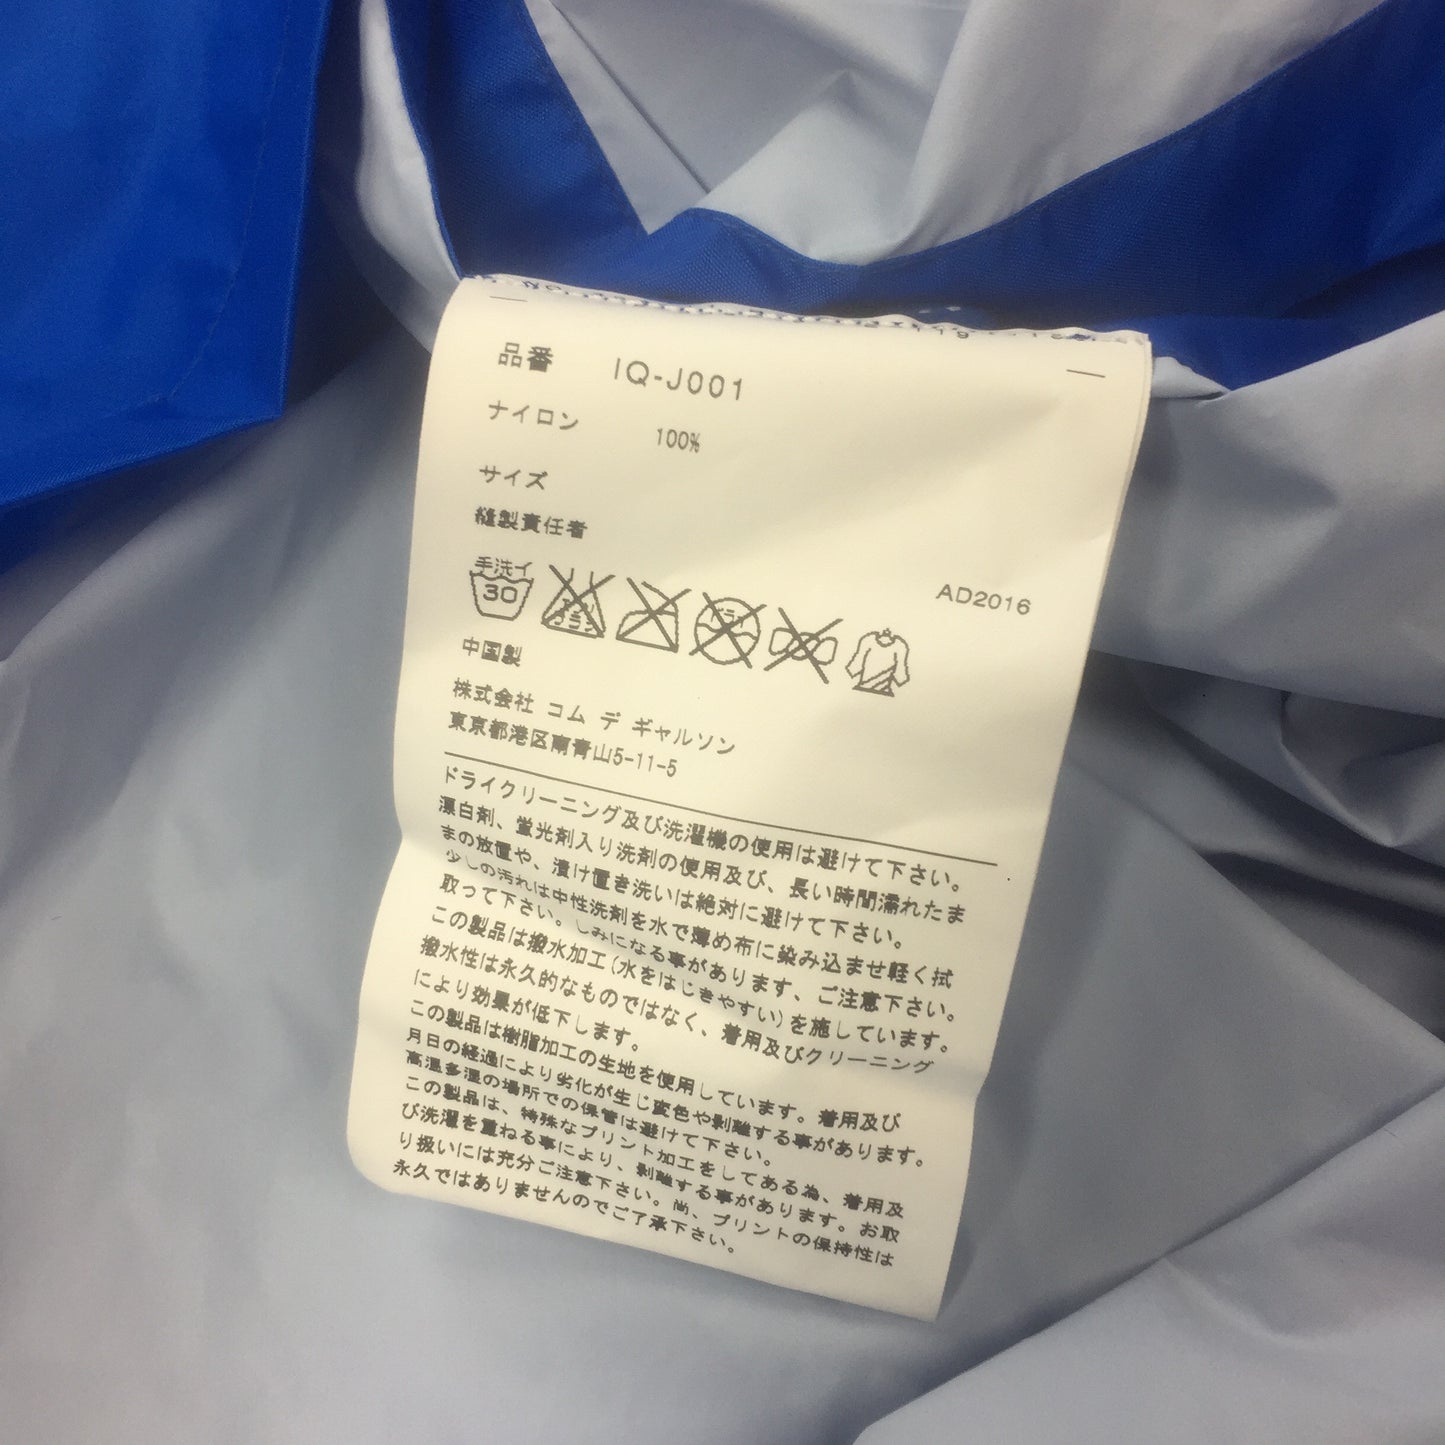 品番 IQ-J001
ナイロン 100%
サイズ
縫製責任者
AD2016
手洗イ
30
エンソ
サラシ
ドライ
中国製
株式会社 コム デ ギャルソン
東京都港区南青山5-11-5
ドライクリーニング及び洗濯機の使用は避けて下さい。
漂白剤、蛍光剤入り洗剤の使用及び、長い時間濡れたま
まの放置や、漬け置き洗いは絶対に避けて下さい。
少しの汚れは中性洗剤を水で薄め布に染み込ませ軽く拭
取って下さい。しみになる事があります、ご注意下さい。
この製品は撥水加工(水をはじきやすい)を施しています。
撥水性は永久的なものではなく、着用及びクリーニング
により効果が低下します。
この製品は樹脂加工の生地を使用しています。着用及び
月日の経過により劣化が生じ変色や剥離する事があります。
高温多湿の場所での保管は避けて下さい。
この製品は、特殊なプリント加工をしてある為、着用及
び洗濯を重ねる事により、剥離する事があります。お取
り扱いには充分ご注意下さい。尚、プリントの保持性は
永久ではありませんのでご了承下さい。